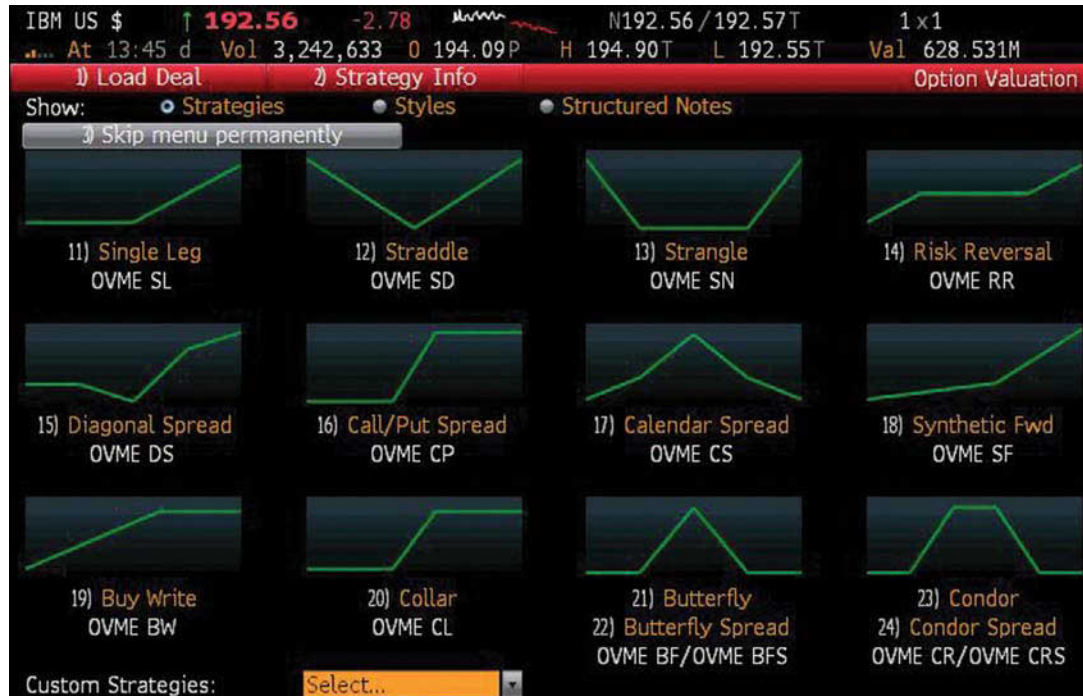 IBM US $ ↑ 192.56 -2.78 N192.56 / 192.57T 1x1
At 13:45 d Vol 3,242,633 O 194.09P H 194.90T L 192.55T Val 628.531M
1) Load Deal 2) Strategy Info Option Valuation
Show: Strategies Styles Structured Notes
3) Skip menu permanently
11) Single Leg 12) Straddle 13) Strangle 14) Risk Reversal
OVME SL OVME SD OVME SN OVME RR
15) Diagonal Spread 16) Call/Put Spread 17) Calendar Spread 18) Synthetic Fwd
OVME DS OVME CP OVME CS OVME SF
19) Buy Write 20) Collar 21) Butterfly 23) Condor
OVME BW OVME CL 22) Butterfly Spread 24) Condor Spread
OVME BF/OVME BFS OVME CR/OVME CRS
Custom Strategies: Select...